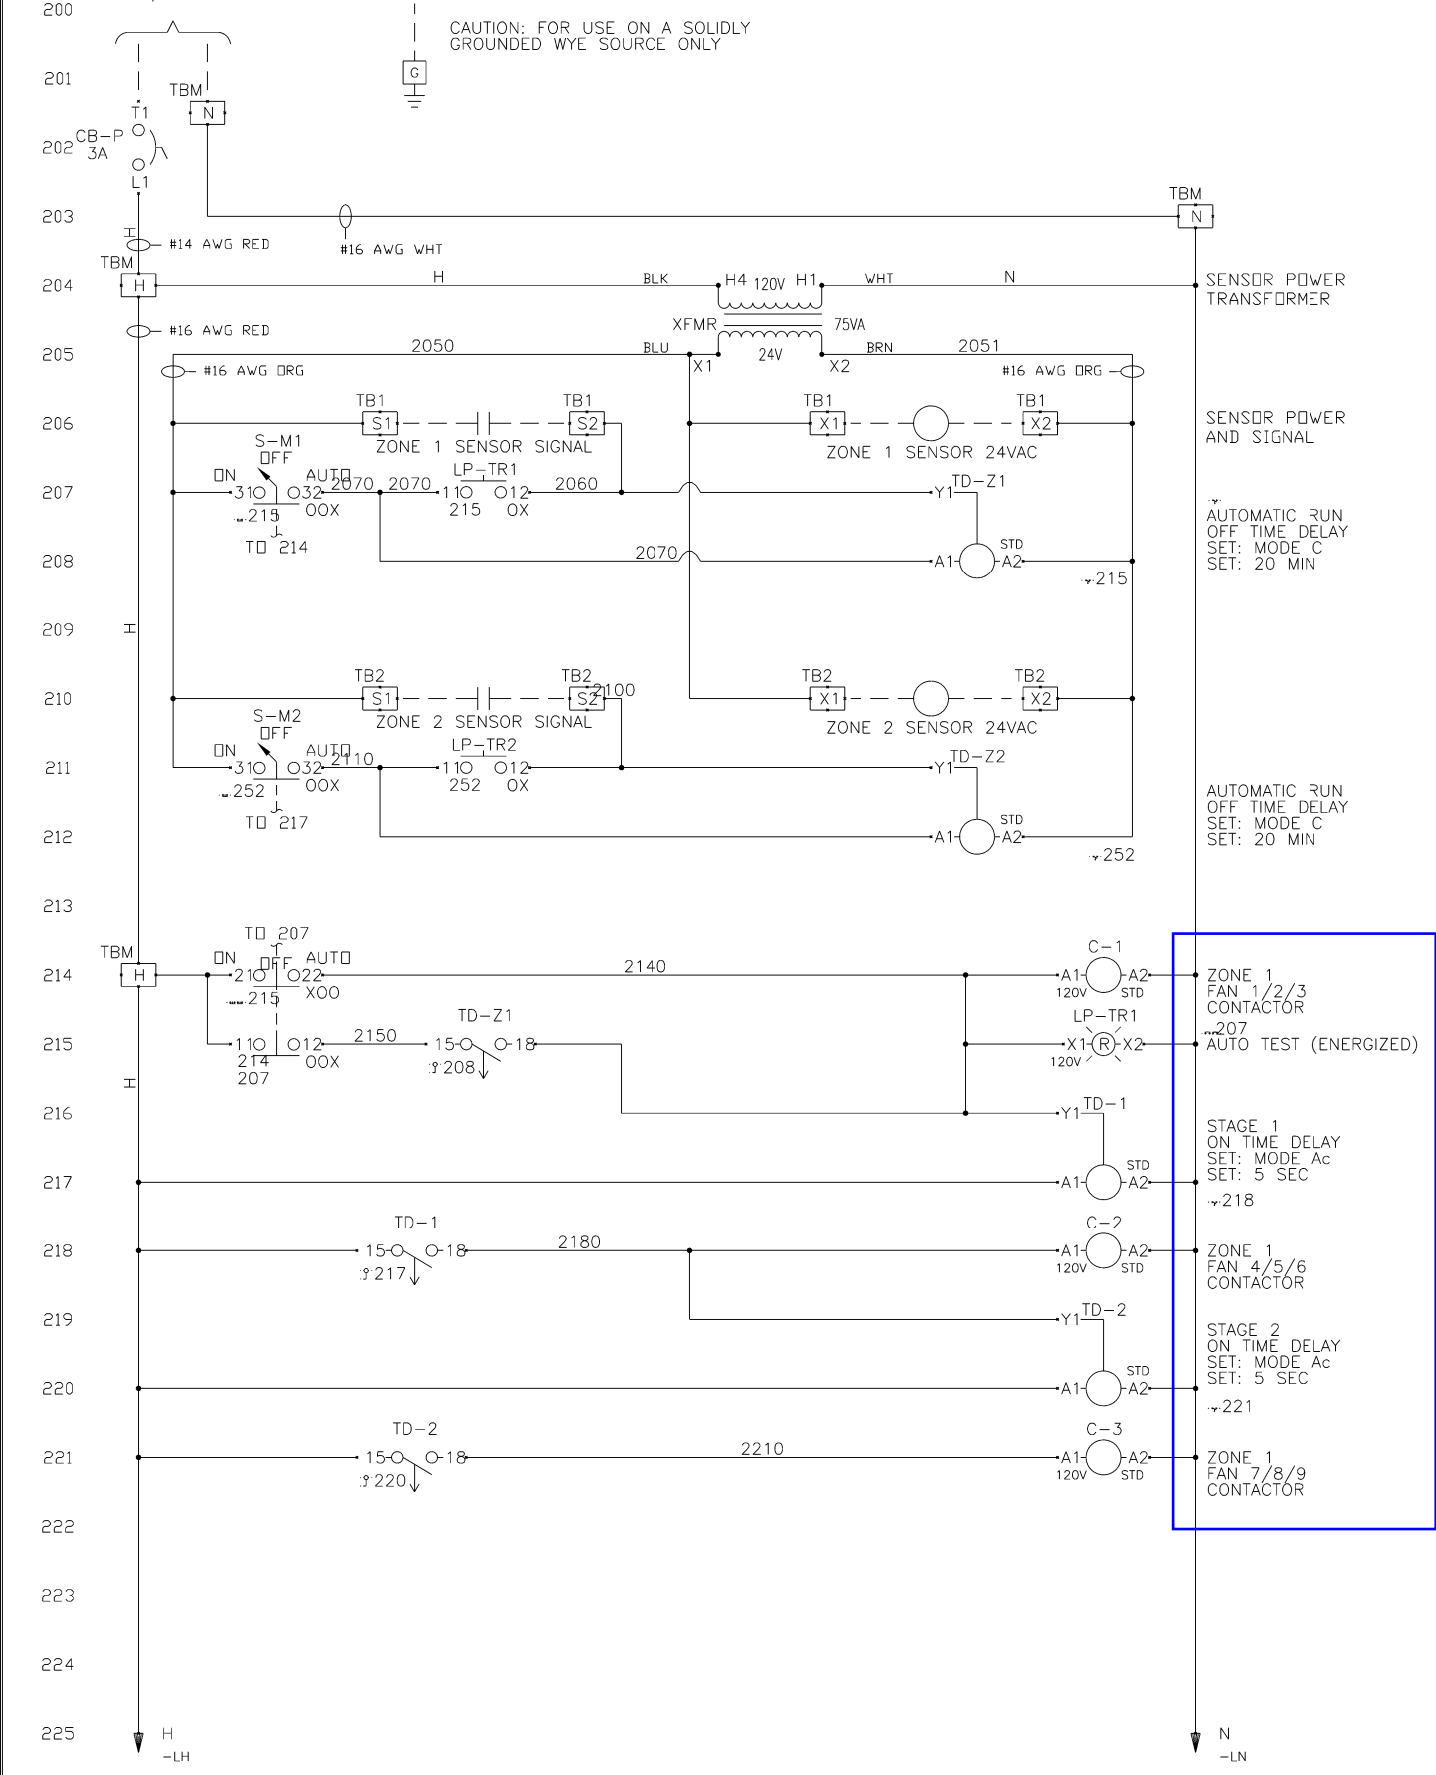 200
CAUTION: FOR USE ON A SOLIDLY
GROUNDED WYE SOURCE ONLY
201
G
TBM
T1
N
202
CB-P
3A
L1
TBM
203
N
H
#14 AWG RED
#16 AWG WHT
TBM
204
H
H
BLK
H4
120V
H1
WHT
N
SENSOR POWER
TRANSFORMER
#16 AWG RED
XFMR
75VA
205
2050
BLU
X1
24V
X2
BRN
2051
#16 AWG ORG
#16 AWG ORG
TB1
TB1
TB1
TB1
206
S1
S2
X1
X2
SENSOR POWER
AND SIGNAL
ZONE 1 SENSOR SIGNAL
ZONE 1 SENSOR 24VAC
S-M1
OFF
ON
AUTO
LP-TR1
TD-Z1
207
31
32
2070
2070
11
12
2060
Y1
215
OOX
215
OX
TO 214
AUTOMATIC RUN
OFF TIME DELAY
SET: MODE C
SET: 20 MIN
208
2070
A1
STD
A2
215
209
H
TB2
TB2
TB2
TB2
210
S1
S2
2100
X1
X2
ZONE 2 SENSOR SIGNAL
ZONE 2 SENSOR 24VAC
S-M2
OFF
ON
AUTO
LP-TR2
TD-Z2
211
31
32
2110
11
12
Y1
252
OOX
252
OX
TO 217
AUTOMATIC RUN
OFF TIME DELAY
SET: MODE C
SET: 20 MIN
212
A1
STD
A2
252
213
TO 207
TBM
ON
OFF
AUTO
C-1
214
H
21
22
2140
A1
A2
120V
STD
ZONE 1
FAN 1/2/3
CONTACTOR
215
XOO
TD-Z1
LP-TR1
207
215
11
12
2150
15
18
X1
R
X2
AUTO TEST (ENERGIZED)
214
207
OOX
208
120V
H
216
Y1
TD-1
STAGE 1
ON TIME DELAY
SET: MODE Ac
SET: 5 SEC
217
A1
STD
A2
218
TD-1
C-2
218
15
18
2180
A1
A2
217
120V
STD
ZONE 1
FAN 4/5/6
CONTACTOR
219
Y1
TD-2
STAGE 2
ON TIME DELAY
SET: MODE Ac
SET: 5 SEC
220
A1
STD
A2
221
TD-2
C-3
221
15
18
2210
A1
A2
220
120V
STD
ZONE 1
FAN 7/8/9
CONTACTOR
222
223
224
225
H
-LH
N
-LN